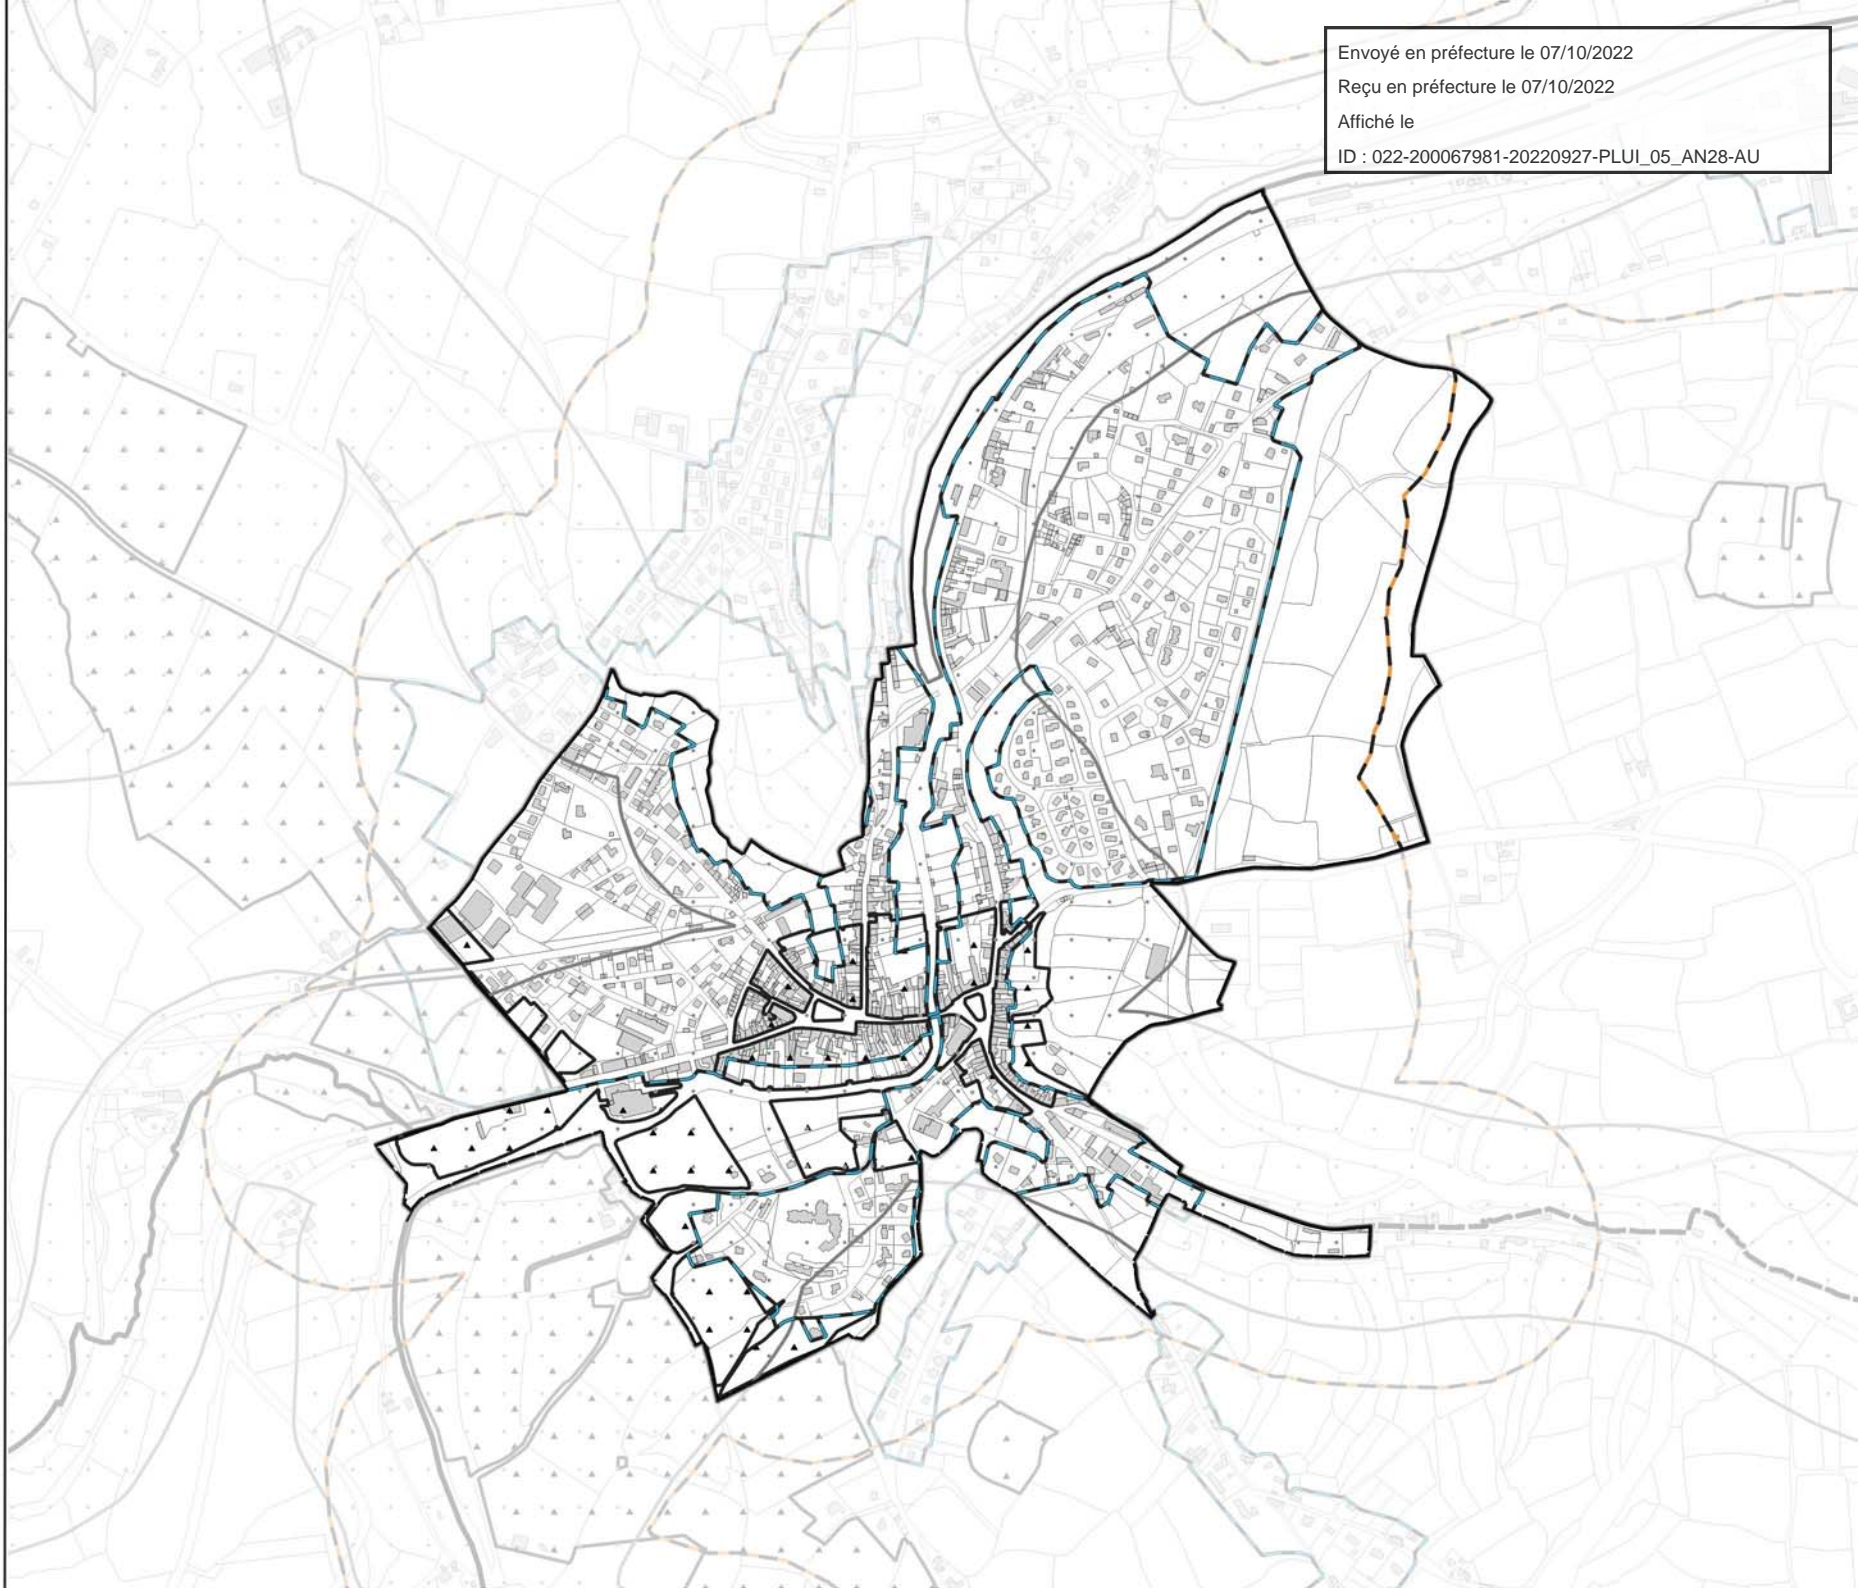 Envoyé en préfecture le 07/10/2022
Reçu en préfecture le 07/10/2022
Affiché le
ID : 022-200067981-20220927-PLUI_05_AN28-AU